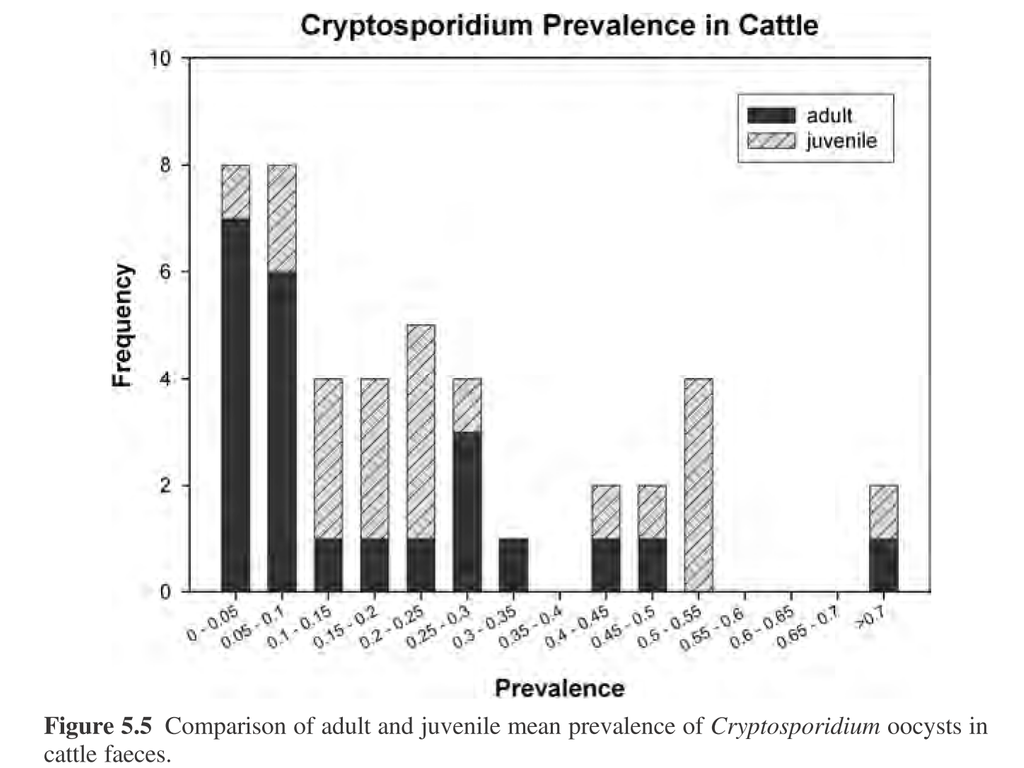 Cryptosporidium Prevalence in Cattle
10
8
6
4
2
0
Frequency
adult
juvenile
0 - 0.05
0.05 - 0.1
0.1 - 0.15
0.15 - 0.2
0.2 - 0.25
0.25 - 0.3
0.3 - 0.35
0.35 - 0.4
0.4 - 0.45
0.45 - 0.5
0.5 - 0.55
0.55 - 0.6
0.6 - 0.65
0.65 - 0.7
>0.7
Prevalence
Figure 5.5 Comparison of adult and juvenile mean prevalence of Cryptosporidium oocysts in
cattle faeces.